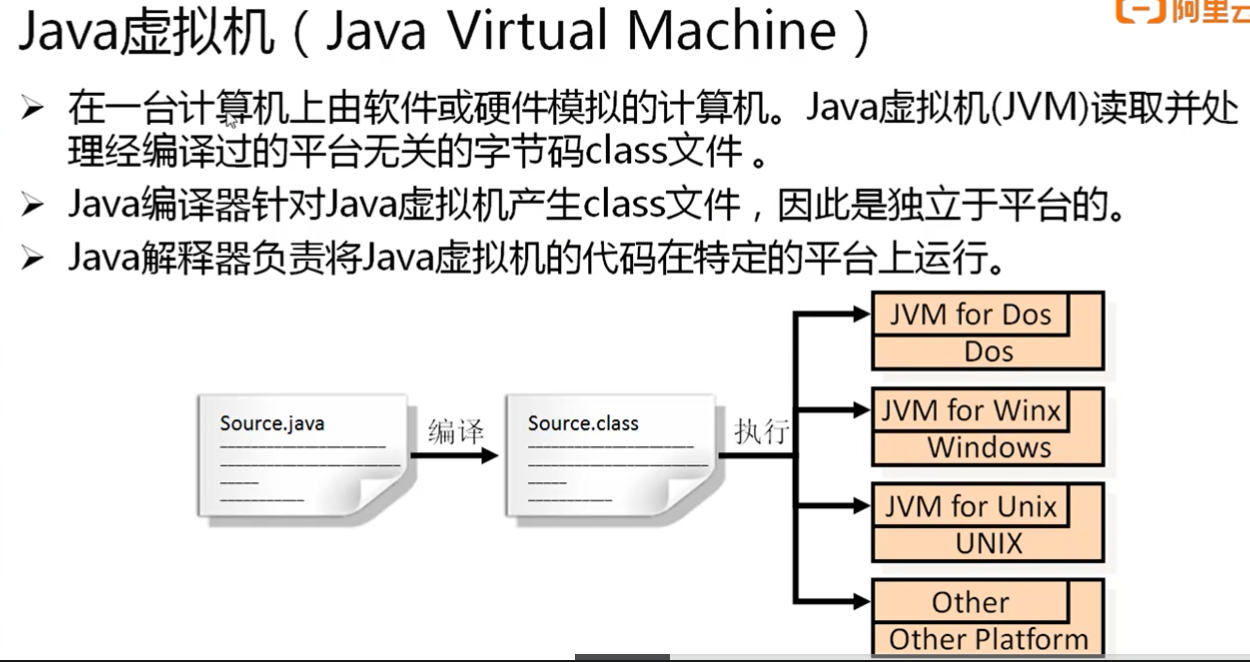 Java虚拟机（Java Virtual Machine）
阿里云
在一台计算机上由软件或硬件模拟的计算机。Java虚拟机(JVM)读取并处
理经编译过的平台无关的字节码class文件。
Java编译器针对Java虚拟机产生class文件，因此是独立于平台的。
Java解释器负责将Java虚拟机的代码在特定的平台上运行。
JVM for Dos
Dos
Source.java
编译
Source.class
执行
JVM for Winx
Windows
JVM for Unix
UNIX
Other
Other Platform